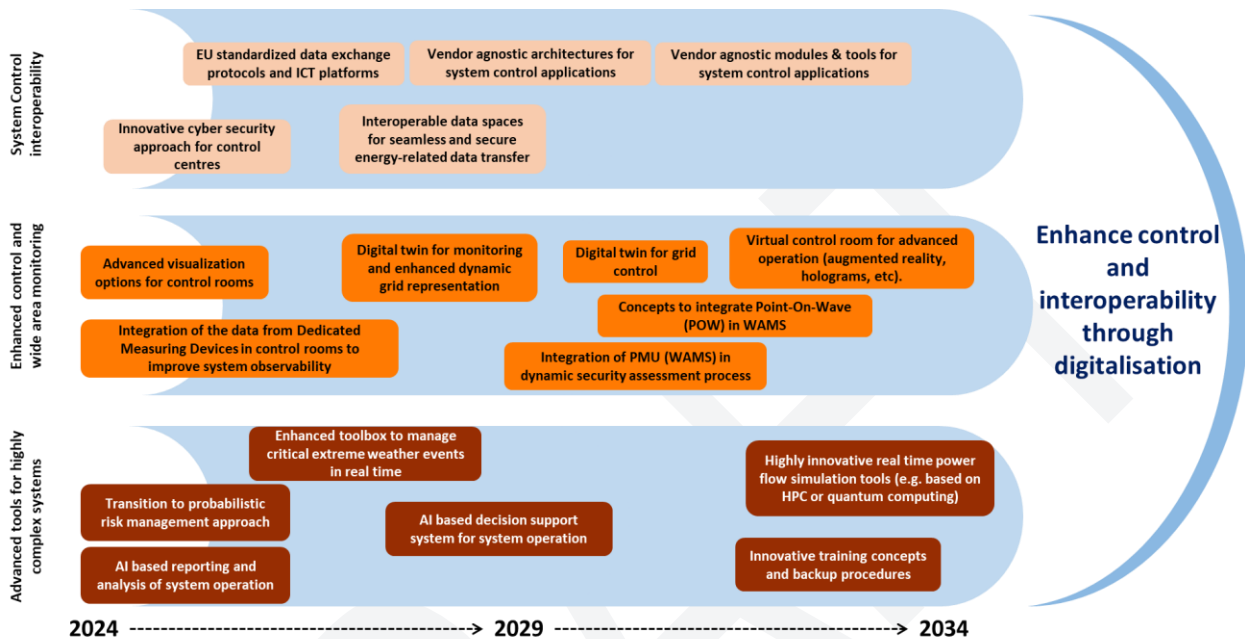 System Control
interoperability
EU standardized data exchange
protocols and ICT platforms
Vendor agnostic architectures for
system control applications
Vendor agnostic modules & tools for
system control applications
Innovative cyber security
approach for control
centres
Interoperable data spaces
for seamless and secure
energy-related data transfer
Enhanced control and
wide area monitoring
Advanced visualization
options for control rooms
Digital twin for monitoring
and enhanced dynamic
grid representation
Digital twin for grid
control
Virtual control room for advanced
operation (augmented reality,
holograms, etc).
Concepts to integrate Point-On-Wave
(POW) in WAMS
Integration of the data from Dedicated
Measuring Devices in control rooms to
improve system observability
Integration of PMU (WAMS) in
dynamic security assessment process
Advanced tools for highly
complex systems
Enhanced toolbox to manage
critical extreme weather events
in real time
Highly innovative real time power
flow simulation tools (e.g. based on
HPC or quantum computing)
Transition to probabilistic
risk management approach
AI based decision support
system for system operation
AI based reporting and
analysis of system operation
Innovative training concepts
and backup procedures
Enhance control
and
interoperability
through
digitalisation
2024
2029
2034